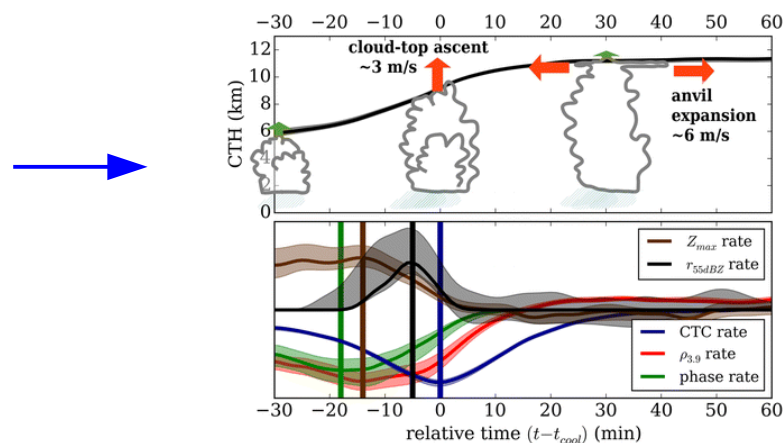 −30 −20 −10 0 10 20 30 40 50 60
12
10
8
6
4
2
0
CTH (km)
cloud-top ascent
~3 m/s
anvil
expansion
~6 m/s
Z_max rate
r_55dBZ rate
CTC rate
ρ_3.9 rate
phase rate
−30 −20 −10 0 10 20 30 40 50 60
relative time (t−t_cool) (min)